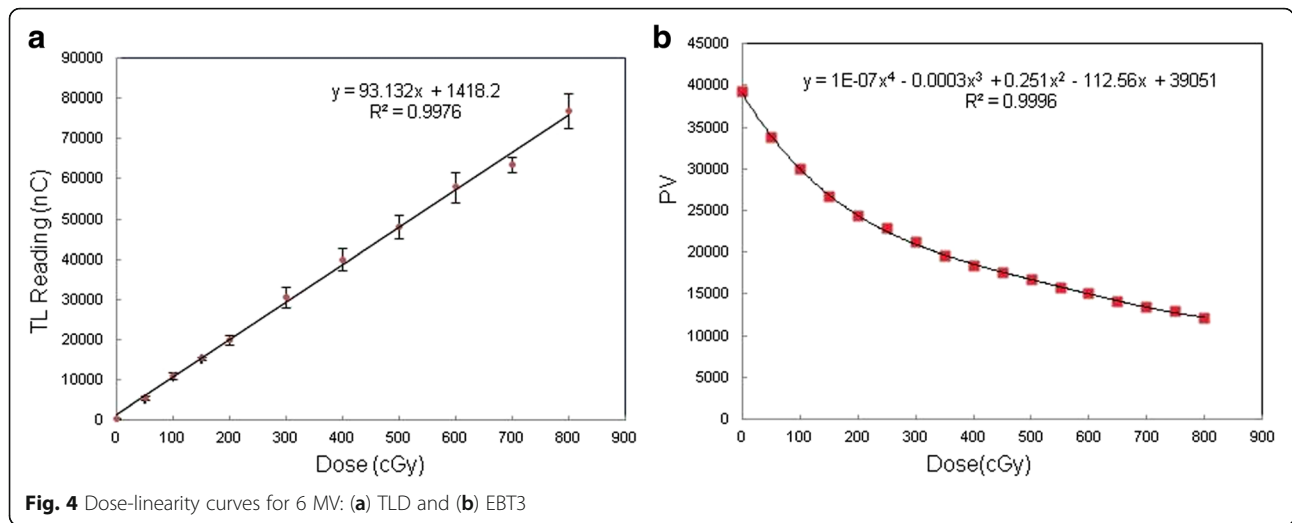 a
90000
80000
70000
60000
50000
40000
30000
20000
10000
0
TL Reading (nC)
y = 93.132x + 1418.2
R² = 0.9976
0 100 200 300 400 500 600 700 800 900
Dose (cGy)
b
45000
40000
35000
30000
25000
20000
15000
10000
5000
0
PV
y = 1E-07x⁴ - 0.0003x³ + 0.251x² - 112.56x + 39051
R² = 0.9996
0 100 200 300 400 500 600 700 800 900
Dose(cGy)
Fig. 4 Dose-linearity curves for 6 MV: (a) TLD and (b) EBT3